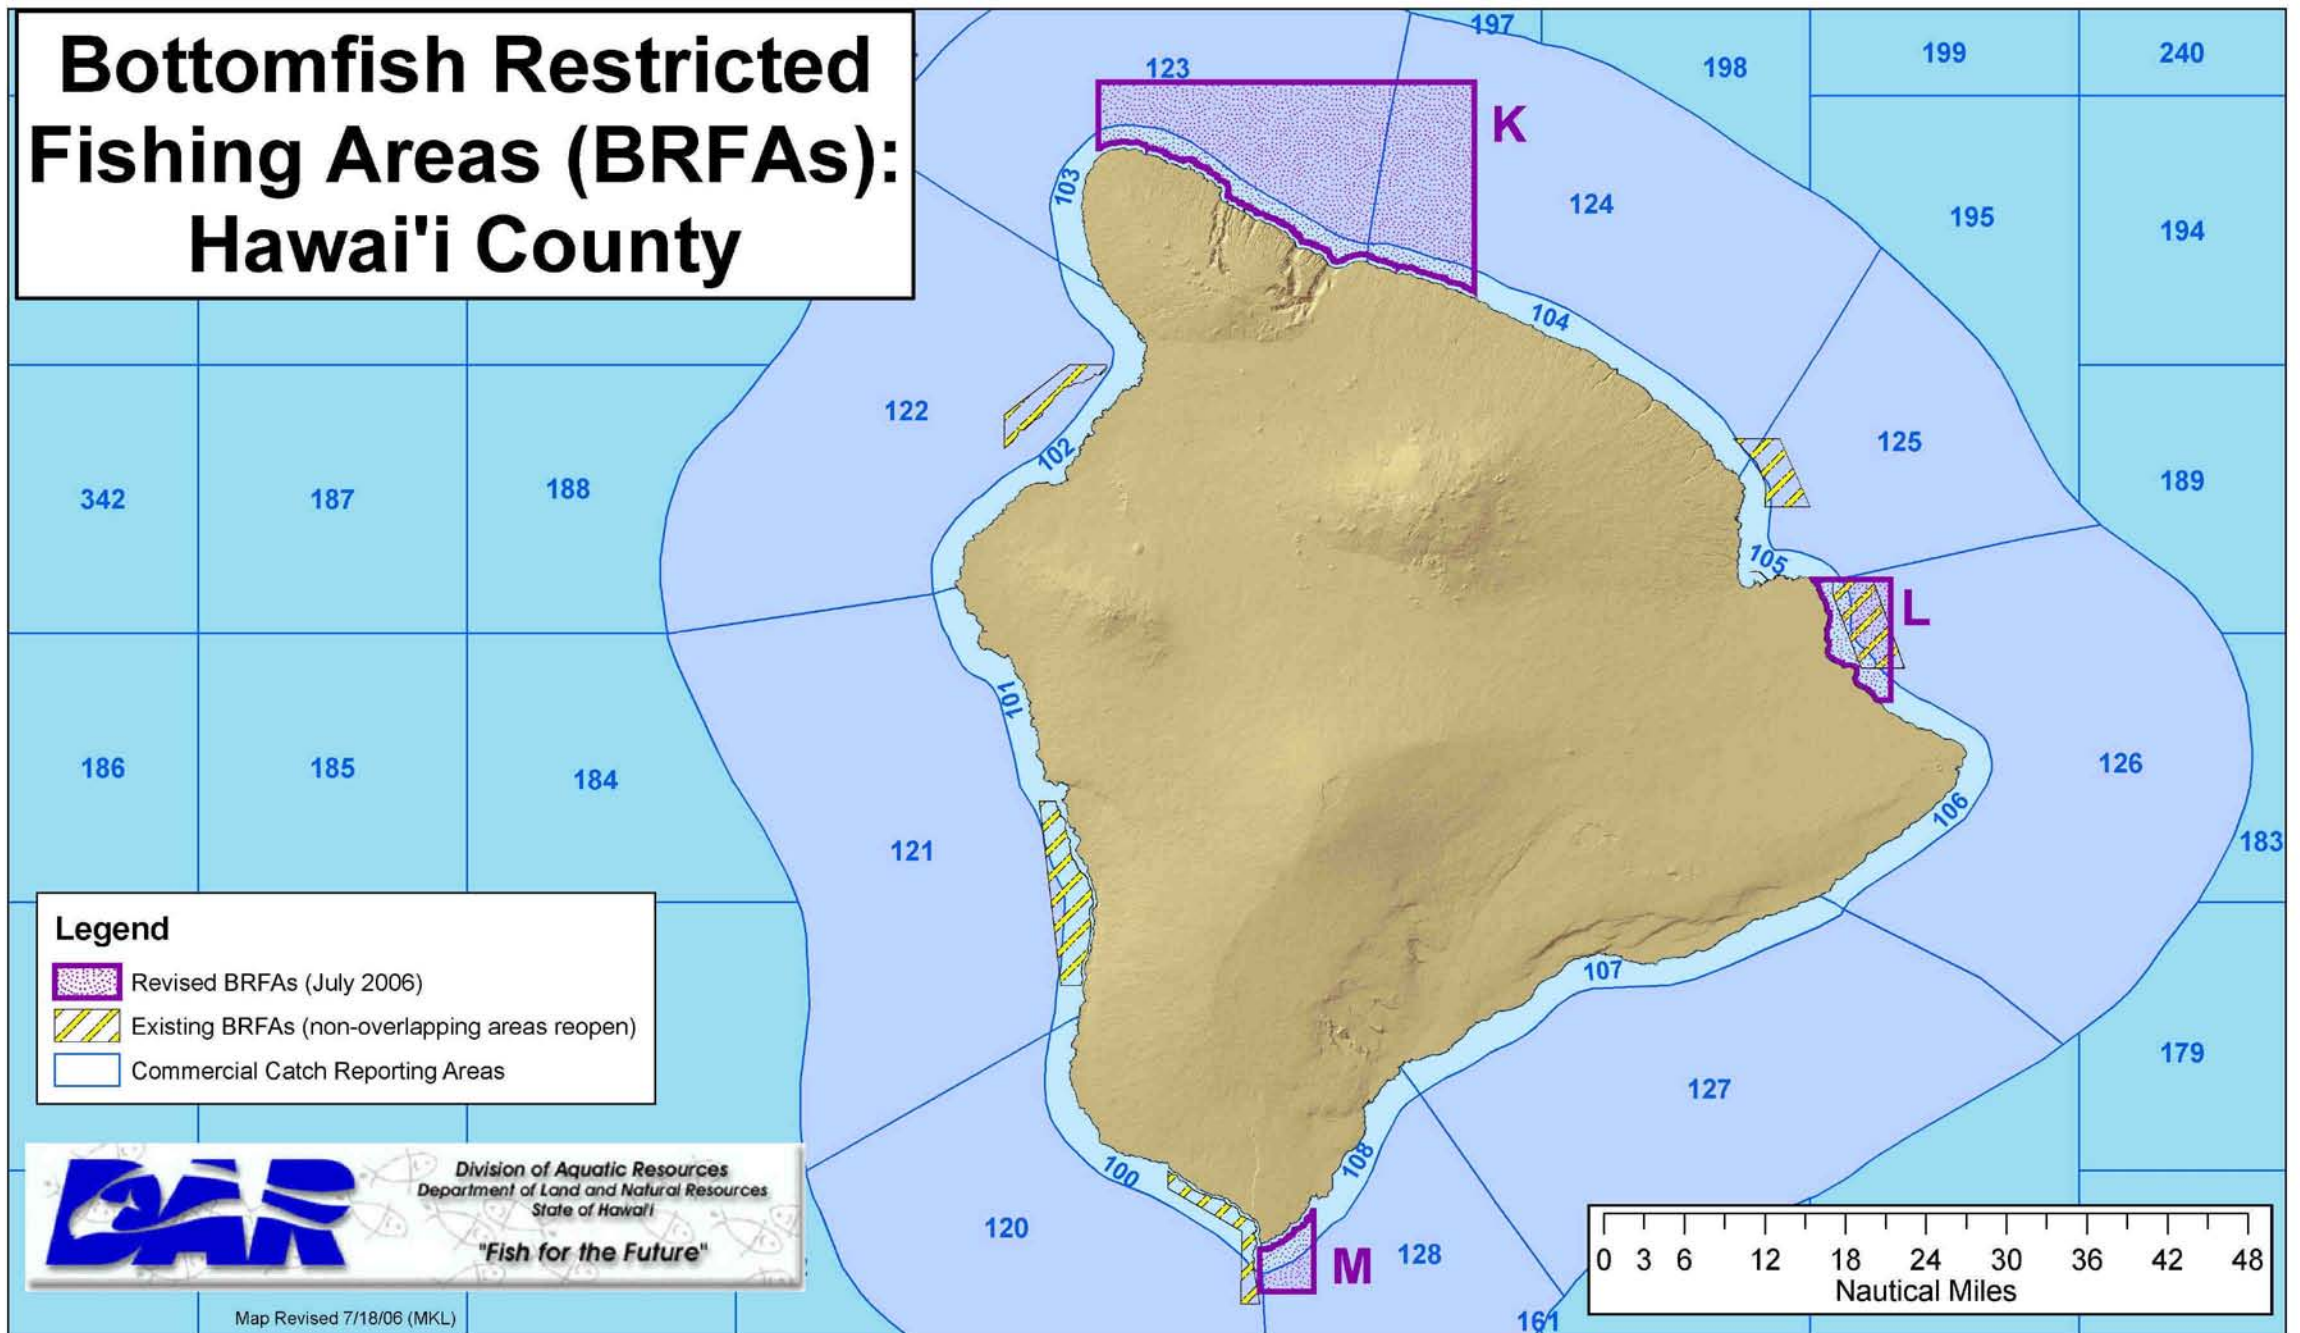 Bottomfish Restricted
Fishing Areas (BRFAs):
Hawai'i County
197
123
198
199
240
K
103
124
195
194
104
122
125
102
342
187
188
189
105
L
101
186
185
184
126
106
183
121
107
179
127
108
100
120
M
128
161
Legend
Revised BRFAs (July 2006)
Existing BRFAs (non-overlapping areas reopen)
Commercial Catch Reporting Areas
DAR
Division of Aquatic Resources
Department of Land and Natural Resources
State of Hawai'i
"Fish for the Future"
Map Revised 7/18/06 (MKL)
0 3 6 12 18 24 30 36 42 48
Nautical Miles